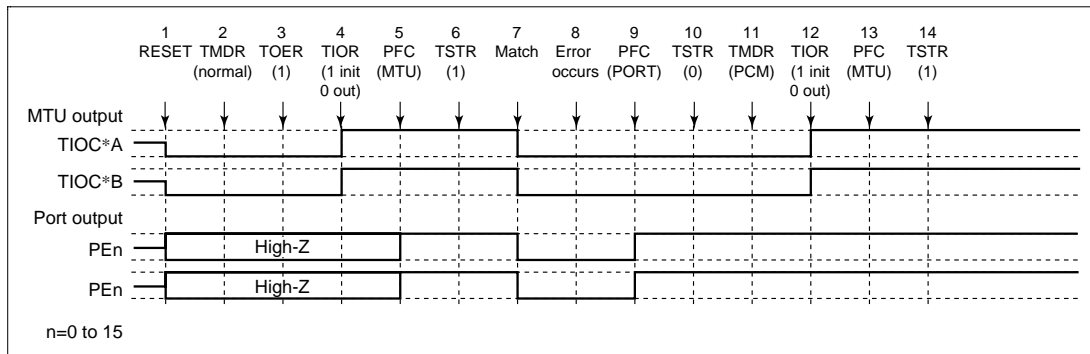 1 2 3 4 5 6 7 8 9 10 11 12 13 14
RESET TMDR TOER TIOR PFC TSTR Match Error PFC TSTR TMDR TIOR PFC TSTR
(normal) (1) (1 init (MTU) (1) occurs (PORT) (0) (PCM) (1 init (MTU) (1)
0 out) 0 out)
MTU output
TIOC*A
TIOC*B
Port output
PEn High-Z
PEn High-Z
n=0 to 15